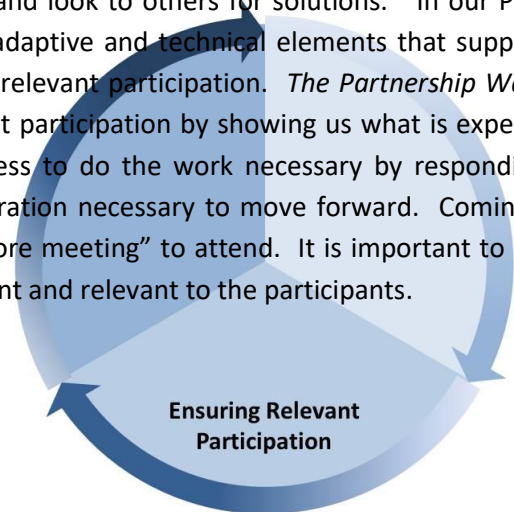 and look to others for solutions." In our P
adaptive and technical elements that supp
relevant participation. The Partnership Wa
t participation by showing us what is expe
ess to do the work necessary by respondi
ration necessary to move forward. Comin
ore meeting" to attend. It is important to
nt and relevant to the participants.
Ensuring Relevant
Participation